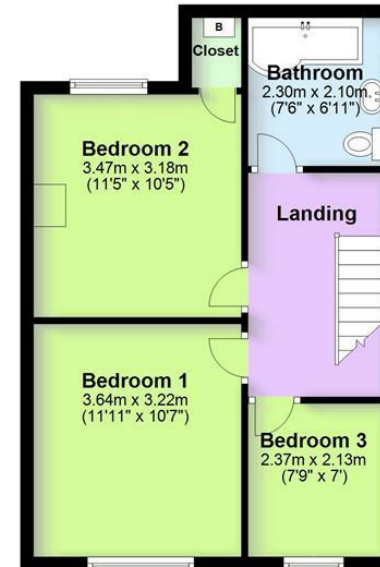 B
Closet
Bathroom
2.30m x 2.10m
(7'6" x 6'11")
Bedroom 2
3.47m x 3.18m
(11'5" x 10'5")
Landing
Bedroom 1
3.64m x 3.22m
(11'11" x 10'7")
Bedroom 3
2.37m x 2.13m
(7'9" x 7')